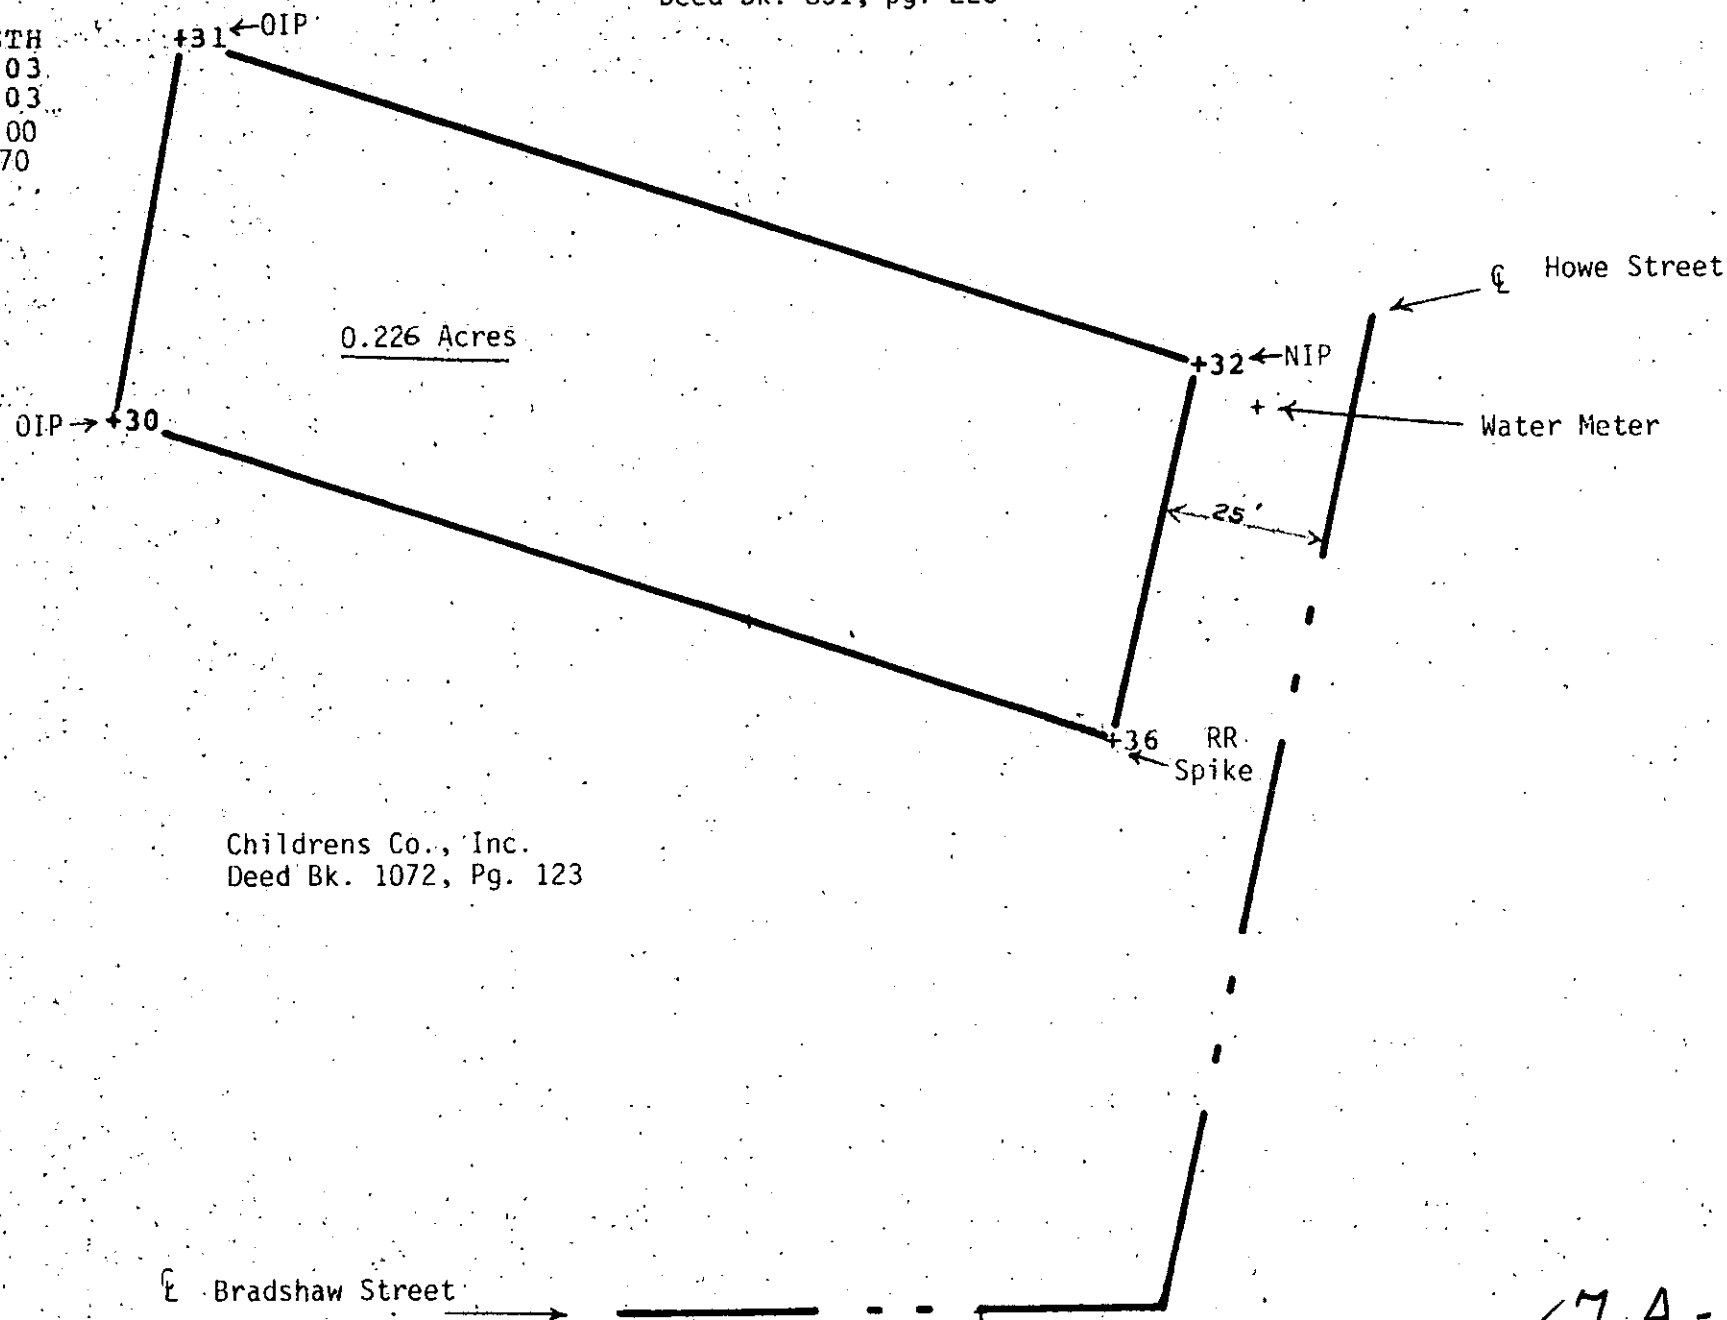 +31 ←OIP
03
03
00
70
0.226 Acres
℄ Howe Street
+32 ←NIP
OIP → +30
+ Water Meter
25'
+36 RR
Spike
Childrens Co., Inc.
Deed Bk. 1072, Pg. 123
℄ Bradshaw Street